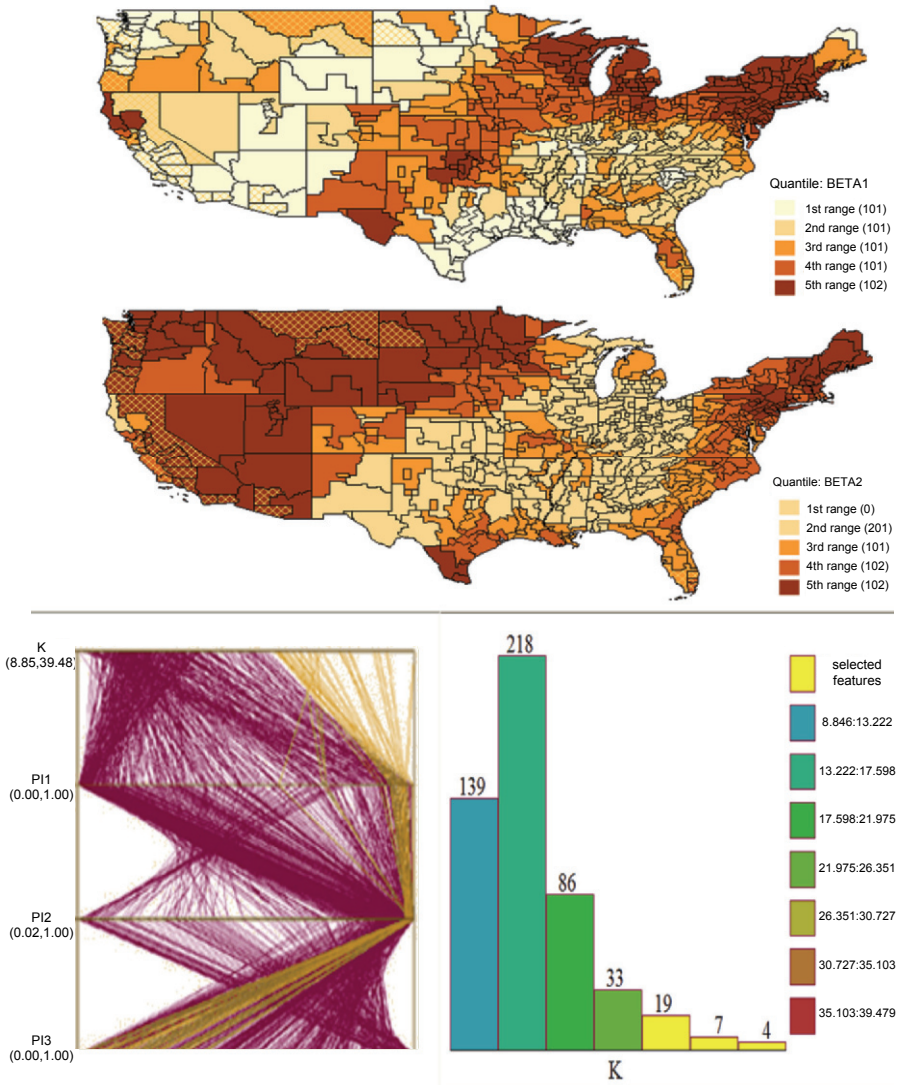 Quantile: BETA1
1st range (101)
2nd range (101)
3rd range (101)
4th range (101)
5th range (102)
Quantile: BETA2
1st range (0)
2nd range (201)
3rd range (101)
4th range (102)
5th range (102)
K
(8.85,39.48)
PI1
(0.00,1.00)
PI2
(0.02,1.00)
PI3
(0.00,1.00)
139
218
86
33
19
7
4
K
selected
features
8.846:13.222
13.222:17.598
17.598:21.975
21.975:26.351
26.351:30.727
30.727:35.103
35.103:39.479